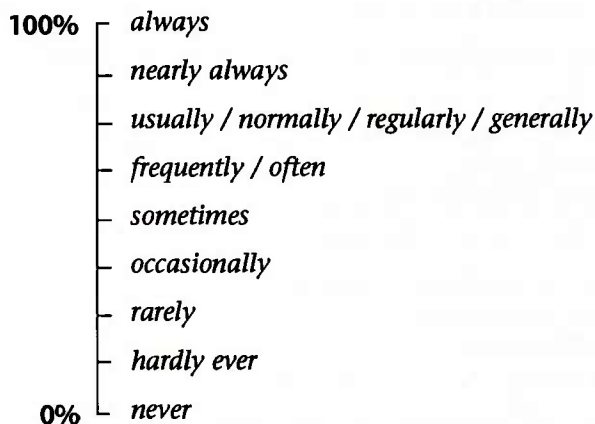 100% always
nearly always
usually / normally / regularly / generally
frequently / often
sometimes
occasionally
rarely
hardly ever
0% never